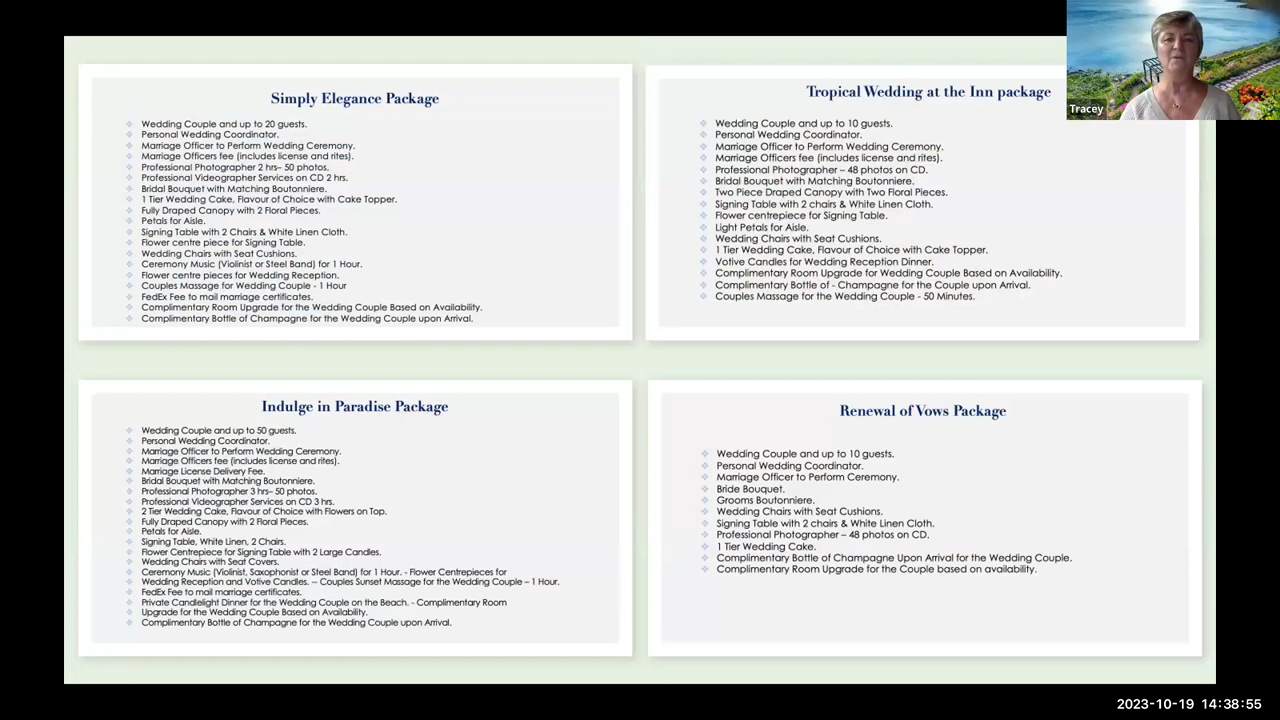 Simply Elegance Package
Wedding Couple and up to 20 guests.
Personal Wedding Coordinator.
Marriage Officer to Perform Wedding Ceremony.
Marriage Officers fee (includes license and rites).
Professional Photographer 2 hrs– 50 photos.
Professional Videographer Services on CD 2 hrs.
Bridal Bouquet with Matching Boutonniere.
1 Tier Wedding Cake, Flavour of Choice with Cake Topper.
Fully Draped Canopy with 2 Floral Pieces.
Petals for Aisle.
Signing Table with 2 Chairs & White Linen Cloth.
Flower centre piece for Signing Table.
Wedding Chairs with Seat Cushions.
Ceremony Music (Violinist or Steel Band) for 1 Hour.
Flower centre pieces for Wedding Reception.
Couples Massage for Wedding Couple - 1 Hour
FedEx Fee to mail marriage certificates.
Complimentary Room Upgrade for the Wedding Couple Based on Availability.
Complimentary Bottle of Champagne for the Wedding Couple upon Arrival.
Tropical Wedding at the Inn package
Wedding Couple and up to 10 guests.
Personal Wedding Coordinator.
Marriage Officer to Perform Wedding Ceremony.
Marriage Officers fee (includes license and rites).
Professional Photographer – 48 photos on CD.
Bridal Bouquet with Matching Boutonniere.
Two Piece Draped Canopy with Two Floral Pieces.
Signing Table with 2 chairs & White Linen Cloth.
Flower centrepiece for Signing Table.
Light Petals for Aisle.
Wedding Chairs with Seat Cushions.
1 Tier Wedding Cake, Flavour of Choice with Cake Topper.
Votive Candles for Wedding Reception Dinner.
Complimentary Room Upgrade for Wedding Couple Based on Availability.
Complimentary Bottle of - Champagne for the Couple upon Arrival.
Couples Massage for the Wedding Couple - 50 Minutes.
Tracey
Indulge in Paradise Package
Wedding Couple and up to 50 guests.
Personal Wedding Coordinator.
Marriage Officer to Perform Wedding Ceremony.
Marriage Officers fee (includes license and rites).
Marriage License Delivery Fee.
Bridal Bouquet with Matching Boutonniere.
Professional Photographer 3 hrs– 50 photos.
Professional Videographer Services on CD 3 hrs.
2 Tier Wedding Cake, Flavour of Choice with Flowers on Top.
Fully Draped Canopy with 2 Floral Pieces.
Petals for Aisle.
Signing Table, White Linen, 2 Chairs.
Flower Centrepiece for Signing Table with 2 Large Candles.
Wedding Chairs with Seat Covers.
Ceremony Music (Violinist, Saxophonist or Steel Band) for 1 Hour. - Flower Centrepieces for
Wedding Reception and Votive Candles. -- Couples Sunset Massage for the Wedding Couple – 1 Hour.
FedEx Fee to mail marriage certificates.
Private Candlelight Dinner for the Wedding Couple on the Beach. - Complimentary Room
Upgrade for the Wedding Couple Based on Availability.
Complimentary Bottle of Champagne for the Wedding Couple upon Arrival.
Renewal of Vows Package
Wedding Couple and up to 10 guests.
Personal Wedding Coordinator.
Marriage Officer to Perform Ceremony.
Bride Bouquet.
Grooms Boutonniere.
Wedding Chairs with Seat Cushions.
Signing Table with 2 chairs & White Linen Cloth.
Professional Photographer – 48 photos on CD.
1 Tier Wedding Cake.
Complimentary Bottle of Champagne Upon Arrival for the Wedding Couple.
Complimentary Room Upgrade for the Couple based on availability.
2023-10-19 14:38:55